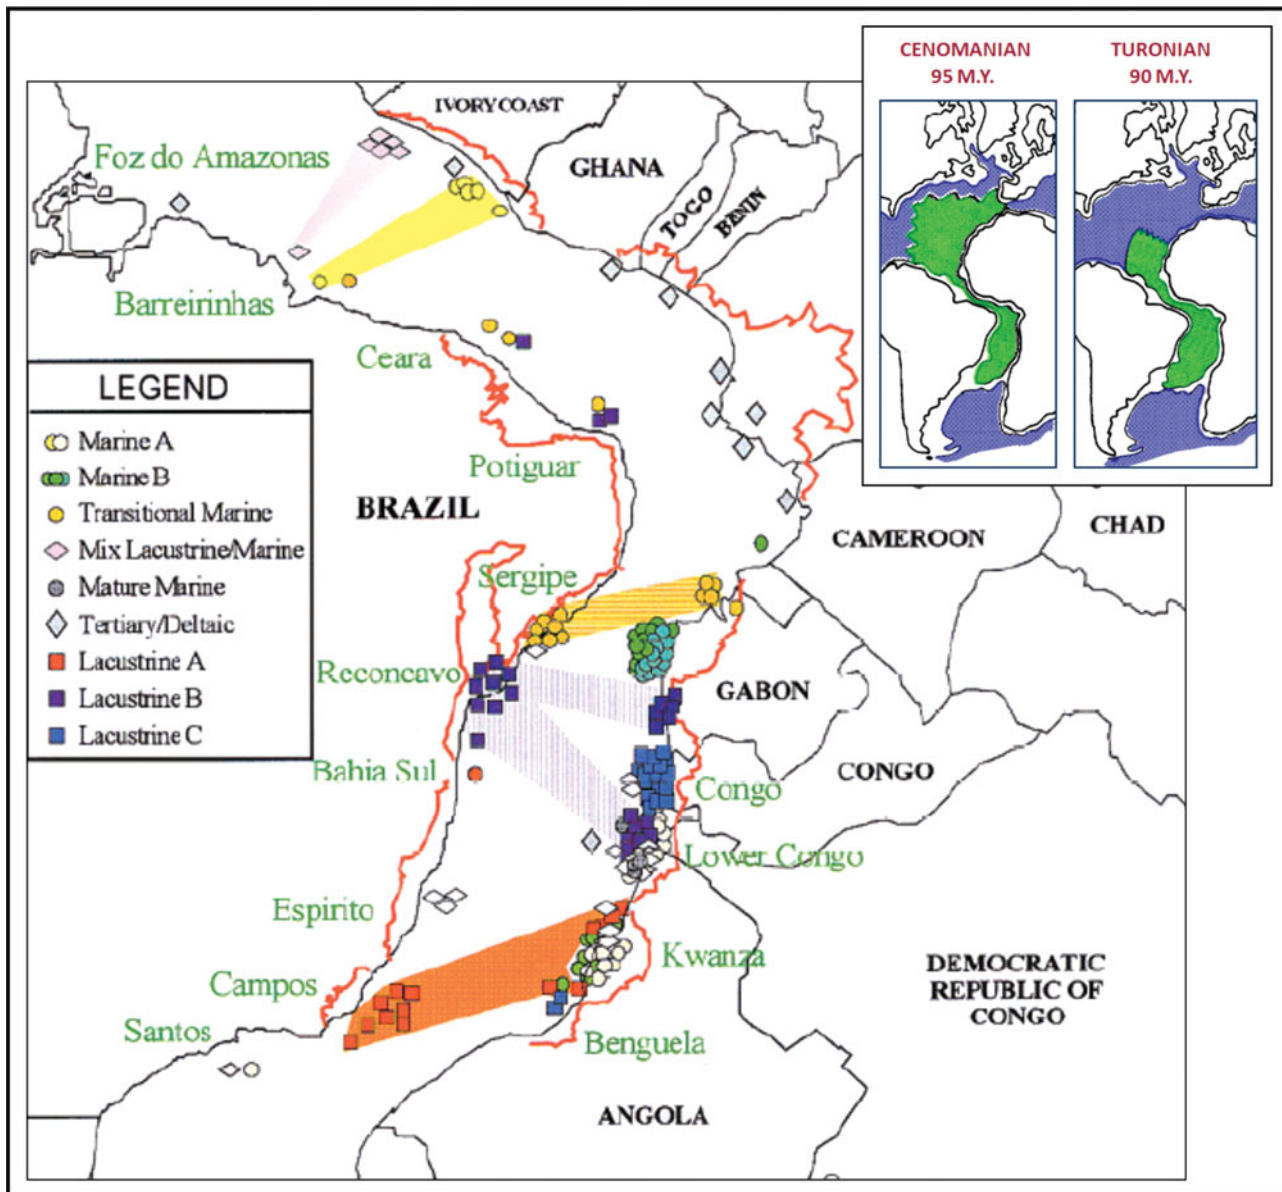 CENOMANIAN
95 M.Y.
TURONIAN
90 M.Y.
IVORY COAST
Foz do Amazonas
GHANA
TOGO
BENIN
Barreirinhas
Ceara
LEGEND
Marine A
Marine B
Transitional Marine
Mix Lacustrine/Marine
Mature Marine
Tertiary/Deltaic
Lacustrine A
Lacustrine B
Lacustrine C
Potiguar
BRAZIL
CHAD
CAMEROON
Sergipe
Reconcavo
GABON
Bahia Sul
CONGO
Congo
Lower Congo
Espirito
Kwanza
Campos
DEMOCRATIC
REPUBLIC OF
CONGO
Santos
Benguela
ANGOLA